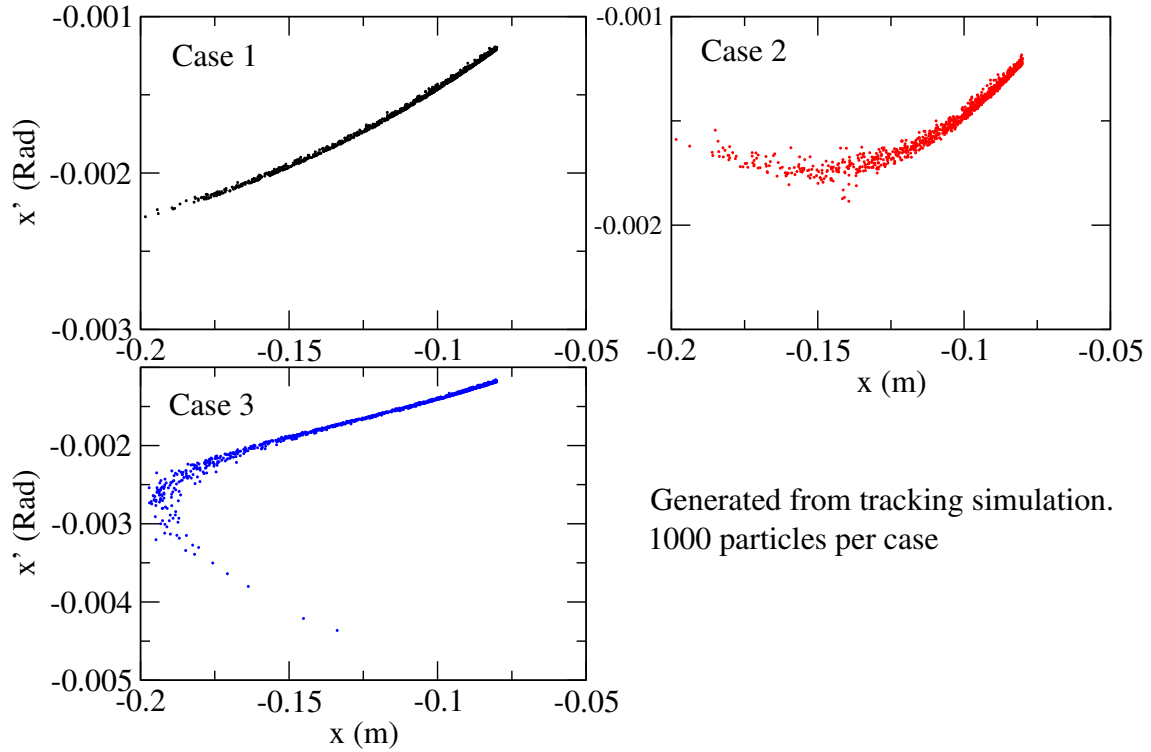 -0.001
Case 1
-0.002
x' (Rad)
-0.003
-0.2
-0.15
-0.1
-0.05
-0.001
Case 2
-0.002
-0.2
-0.15
-0.1
-0.05
x (m)
Case 3
-0.002
-0.003
-0.004
-0.005
x' (Rad)
-0.2
-0.15
-0.1
-0.05
x (m)
Generated from tracking simulation.
1000 particles per case